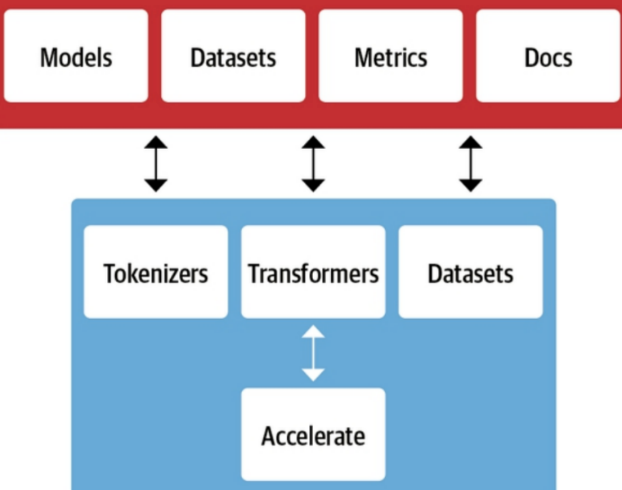 Models
Datasets
Metrics
Docs
Tokenizers
Transformers
Datasets
Accelerate